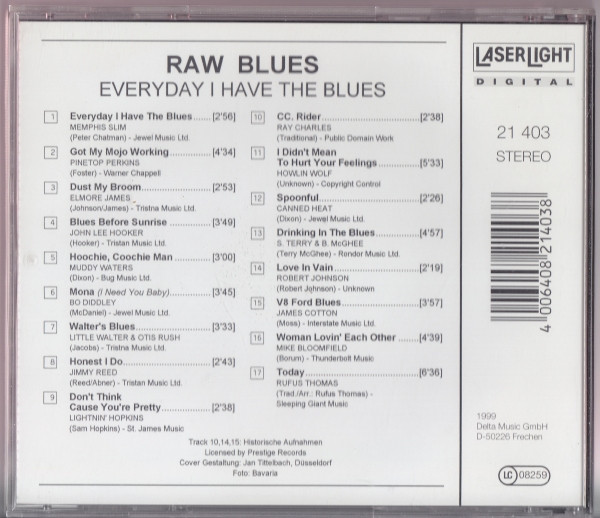 RAW BLUES
EVERYDAY I HAVE THE BLUES
1 Everyday I Have The Blues......[2'56]
MEMPHIS SLIM
(Peter Chatman) - Jewel Music Ltd.
2 Got My Mojo Working..................[4'34]
PINETOP PERKINS
(Foster) - Warner Chappell
3 Dust My Broom...........................[2'53]
ELMORE JAMES
(Johnson/James) - Tristna Music Ltd.
4 Blues Before Sunrise ..............[3'49]
JOHN LEE HOOKER
(Hooker) - Tristan Music Ltd.
5 Hoochie, Coochie Man ............[3'00]
MUDDY WATERS
(Dixon) - Bug Music Ltd.
6 Mona (I Need You Baby)............[3'45]
BO DIDDLEY
(McDaniel) - Jewel Music Ltd.
7 Walter's Blues..........................[3'33]
LITTLE WALTER & OTIS RUSH
(Jacobs) - Tristna Music Ltd.
8 Honest I Do..............................[2'43]
JIMMY REED
(Reed/Abner) - Tristan Music Ltd.
9 Don't Think
Cause You're Pretty................[2'38]
LIGHTNIN' HOPKINS
(Sam Hopkins) - St. James Music
10 CC. Rider..................................[2'38]
RAY CHARLES
(Traditional) - Public Domain Work
11 I Didn't Mean
To Hurt Your Feelings ..............[5'33]
HOWLIN WOLF
(Unknown) - Copyright Control
12 Spoonful...................................[2'26]
CANNED HEAT
(Dixon) - Jewel Music Ltd.
13 Drinking In The Blues................[4'57]
S. TERRY & B. McGHEE
(Terry McGhee) - Rondor Music Ltd.
14 Love In Vain..............................[2'19]
ROBERT JOHNSON
(Robert Johnson) - Unknown
15 V8 Ford Blues...........................[3'57]
JAMES COTTON
(Moss) - Interstate Music Ltd.
16 Woman Lovin' Each Other ........[4'39]
MIKE BLOOMFIELD
(Borum) - Thunderbolt Music
17 Today........................................[6'36]
RUFUS THOMAS
(Trad./Arr.: Rufus Thomas) -
Sleeping Giant Music
Track 10,14,15: Historische Aufnahmen
Licensed by Prestige Records
Cover Gestaltung: Jan Tittelbach, Düsseldorf
Foto: Bavaria
LASERLIGHT
DIGITAL
21 403
STEREO
4 006408 214038
1999
Delta Music GmbH
D-50226 Frechen
LC 08259